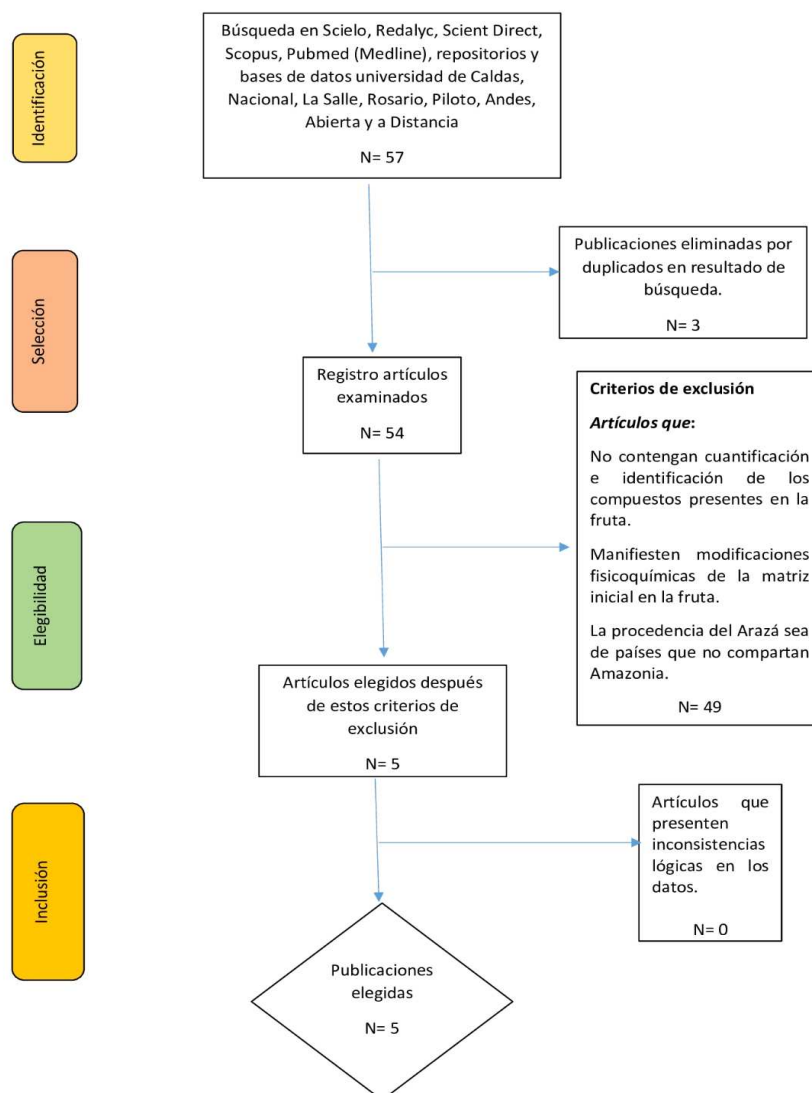 Identificación
Búsqueda en Scielo, Redalyc, Scient Direct,
Scopus, Pubmed (Medline), repositorios y
bases de datos universidad de Caldas,
Nacional, La Salle, Rosario, Piloto, Andes,
Abierta y a Distancia
N= 57
Selección
Publicaciones eliminadas por
duplicados en resultado de
búsqueda.
N= 3
Registro artículos
examinados
N= 54
Criterios de exclusión
Artículos que:
No contengan cuantificación
e identificación de los
compuestos presentes en la
fruta.
Manifiesten modificaciones
fisicoquímicas de la matriz
inicial en la fruta.
La procedencia del Arazá sea
de países que no compartan
Amazonia.
N= 49
Elegibilidad
Artículos elegidos después
de estos criterios de
exclusión
N= 5
Inclusión
Artículos que
presenten
inconsistencias
lógicas en los
datos.
N= 0
Publicaciones
elegidas
N= 5